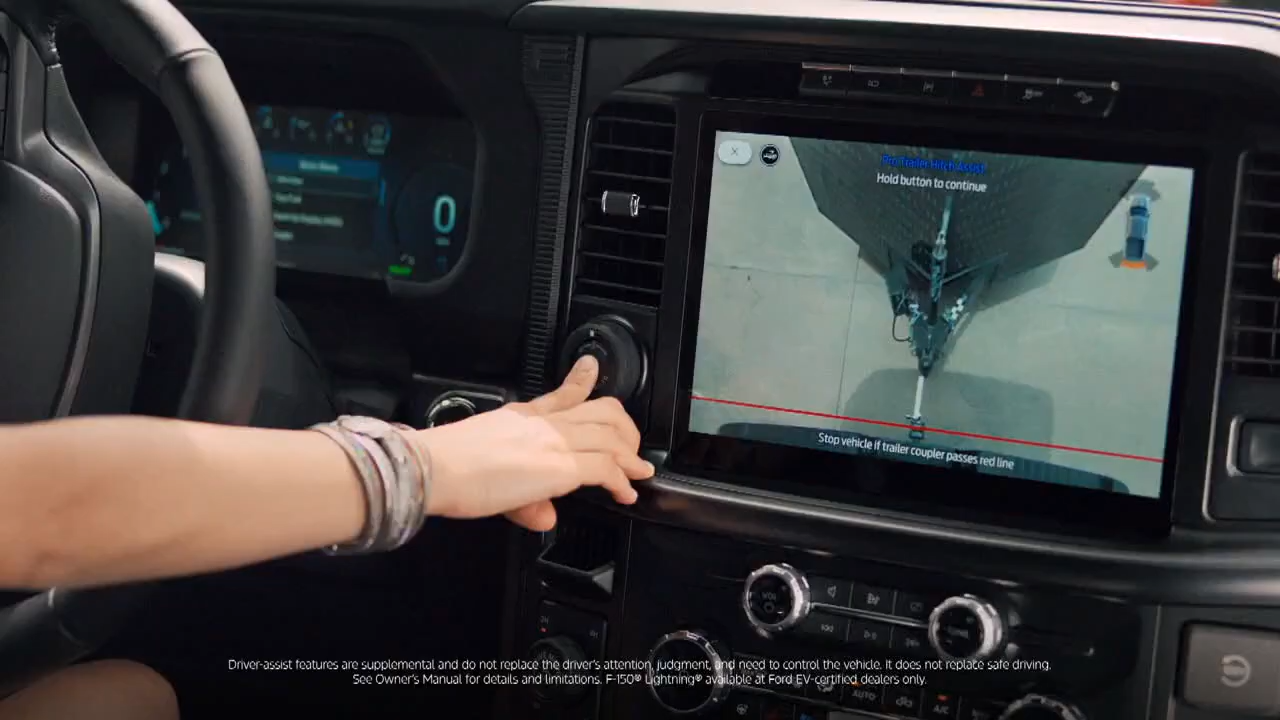 Pro Trailer Hitch Assist
Hold button to continue
0
Stop vehicle if trailer coupler passes red line
VOL
TUNE
AUTO
A/C
Driver-assist features are supplemental and do not replace the driver's attention, judgment, and need to control the vehicle. It does not replace safe driving.
See Owner's Manual for details and limitations. F-150® Lightning® available at Ford EV-certified dealers only.